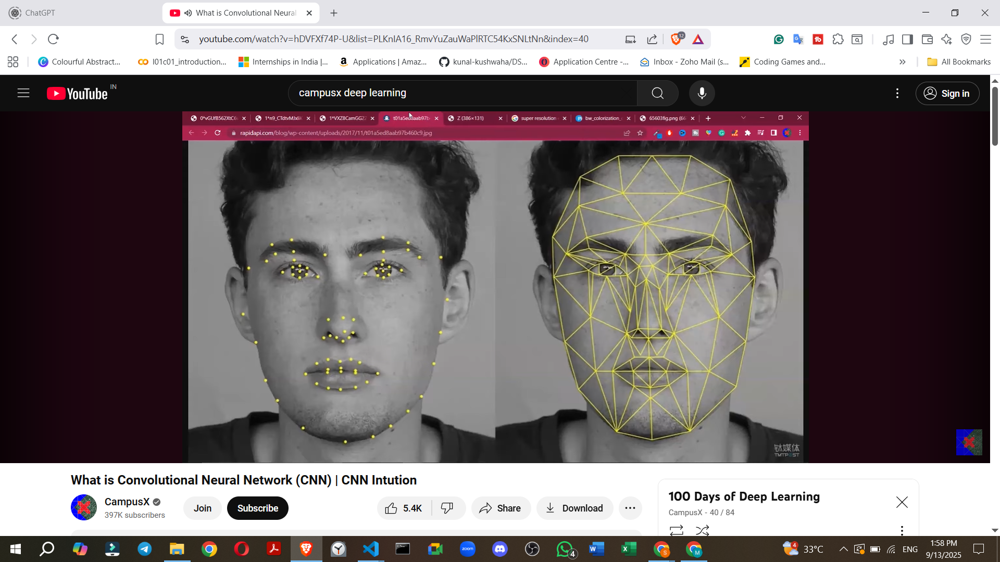 ChatGPT
What is Convolutional Neural
youtube.com/watch?v=hDVFXf74P-U&list=PLKnIA16_RmvYuZauWaPlRTC54KxSNLtNn&index=40
12
Colourful Abstract...
l01c01_introduction...
Internships in India |...
Applications | Amaz...
kunal-kushwaha/DS...
Application Centre -...
Inbox - Zoho Mail (s...
Coding Games and...
All Bookmarks
YouTube IN
campusx deep learning
Sign in
0*vGUfB562XtC6
1*n9_CTdtvMJxlik
1*VXZ8CamGG2Z
t01a5ed8aab97b
Z (386×131)
super resolution
bw_colorization_
65603fig.png (66
rapidapi.com/blog/wp-content/uploads/2017/11/t01a5ed8aab97b460c9.jpg
钛媒体
TMTPOST
What is Convolutional Neural Network (CNN) | CNN Intution
CampusX
397K subscribers
Join
Subscribe
5.4K
Share
Download
100 Days of Deep Learning
CampusX - 40 / 84
zoom
4
4
33°C
ENG
1:58 PM
9/13/2025